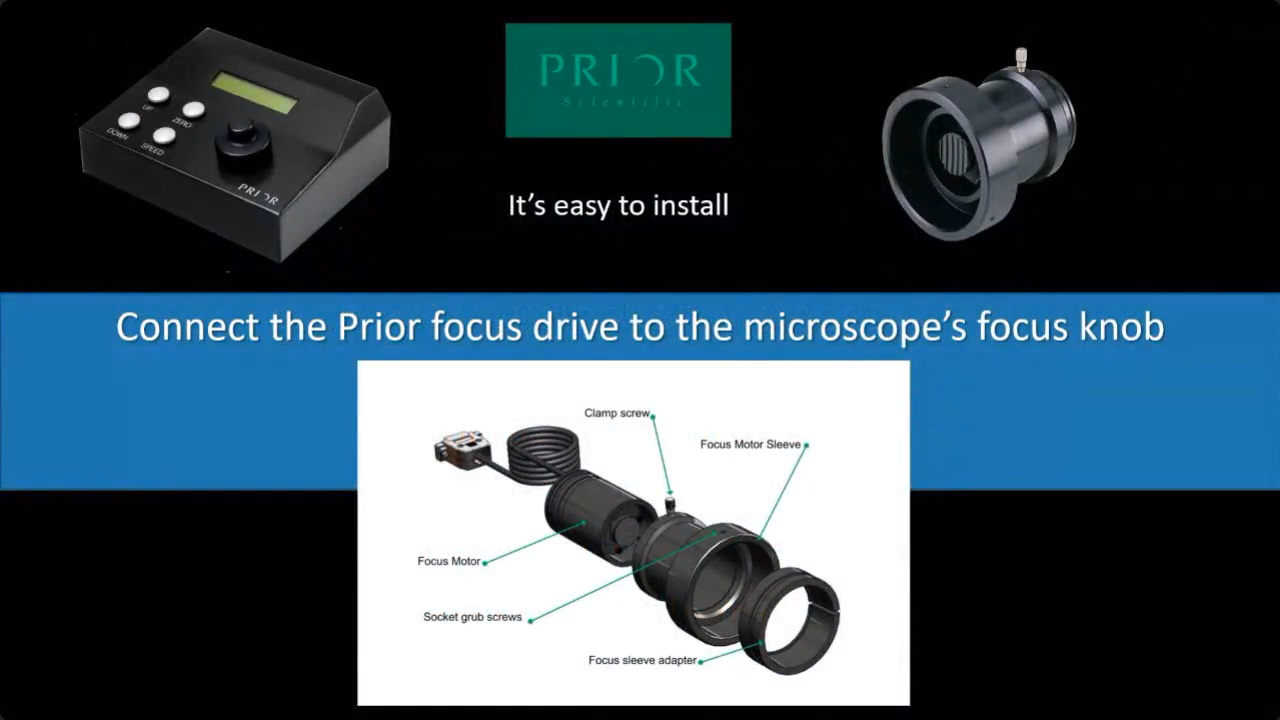 PRIOR
Scientific
UP
ZERO
DOWN
SPEED
PRIOR
It's easy to install
Connect the Prior focus drive to the microscope's focus knob
Clamp screw
Focus Motor Sleeve
Focus Motor
Socket grub screws
Focus sleeve adapter